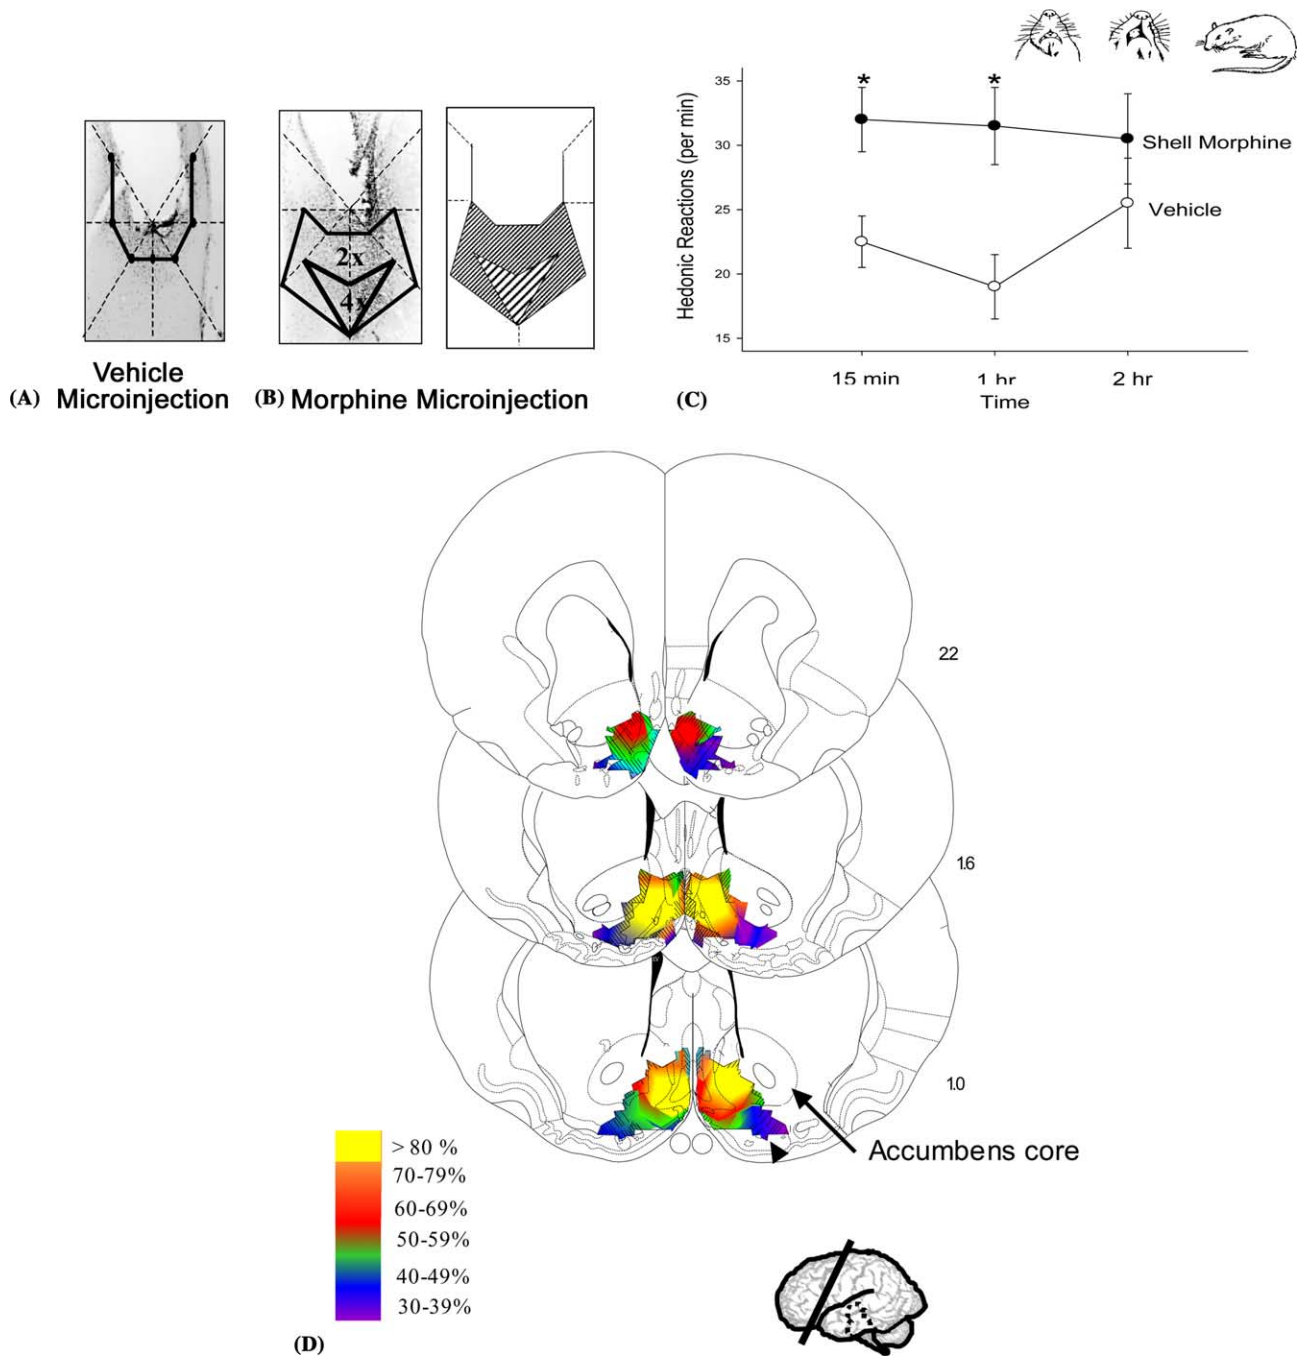 Vehicle
(A) Microinjection
2x
4x
(B) Morphine Microinjection
Hedonic Reactions (per min)
35
30
25
20
15
*
*
Shell Morphine
Vehicle
15 min
1 hr
2 hr
(C)
Time
22
1.6
1.0
Accumbens core
> 80 %
70-79%
60-69%
50-59%
40-49%
30-39%
(D)